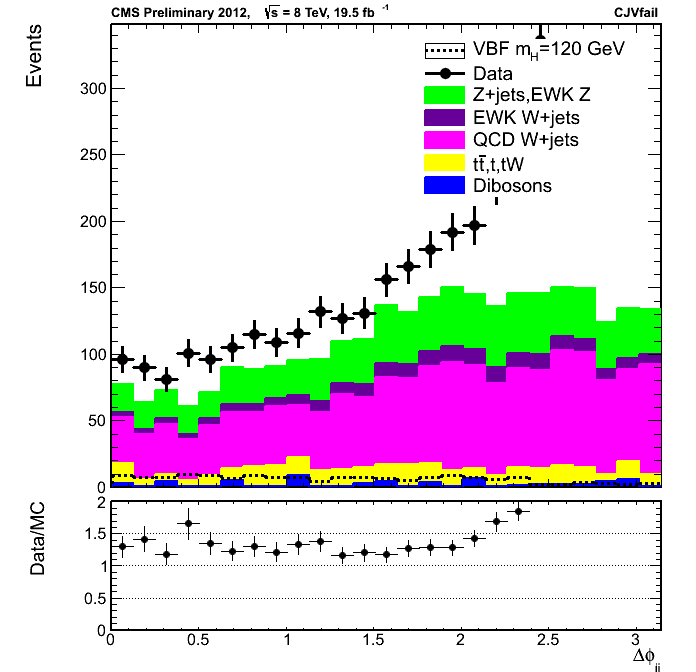 CMS Preliminary 2012, √s = 8 TeV, 19.5 fb⁻¹ CJVfail
Events
VBF m_H=120 GeV
Data
Z+jets,EWK Z
EWK W+jets
QCD W+jets
tt̄,t,tW
Dibosons
300
250
200
150
100
50
0
Data/MC
2
1.5
1
0.5
0
0 0.5 1 1.5 2 2.5 3
Δϕ_jj